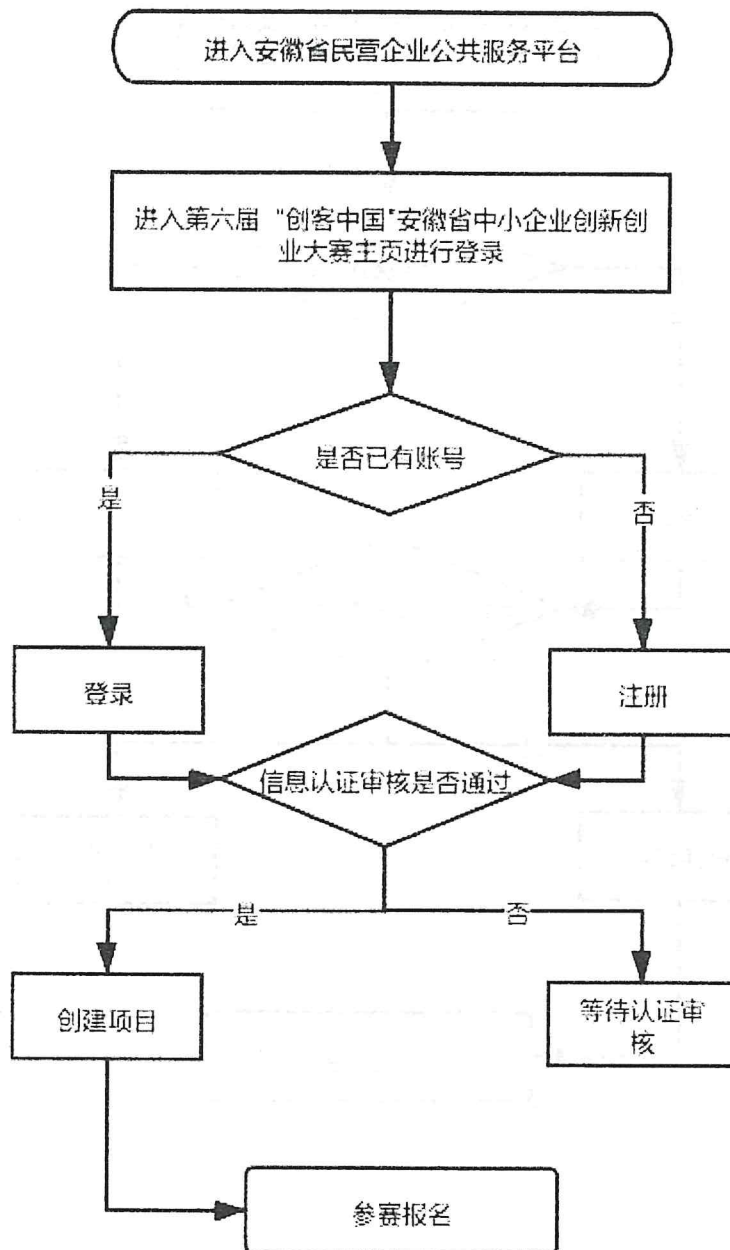 进入安徽省民营企业公共服务平台
进入第六届 “创客中国”安徽省中小企业创新创
业大赛主页进行登录
是否已有账号
是
否
登录
注册
信息认证审核是否通过
是
否
创建项目
等待认证审
核
参赛报名